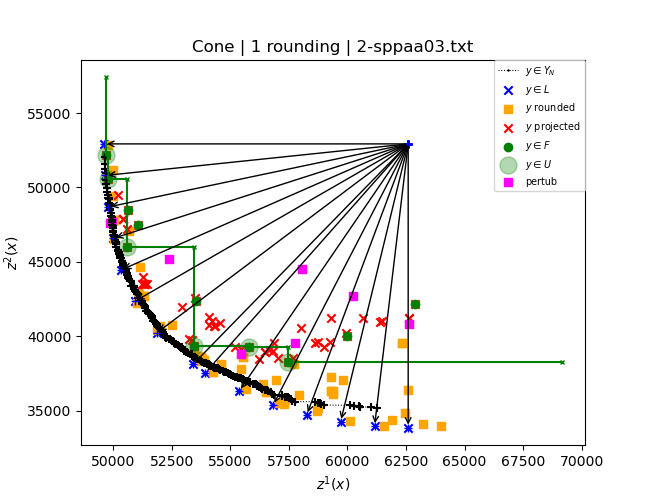 Cone | 1 rounding | 2-sppaa03.txt
y ∈ Y_N
y ∈ L
y rounded
y projected
y ∈ F
y ∈ U
pertub
z²(x)
55000
50000
45000
40000
35000
50000 52500 55000 57500 60000 62500 65000 67500 70000
z¹(x)